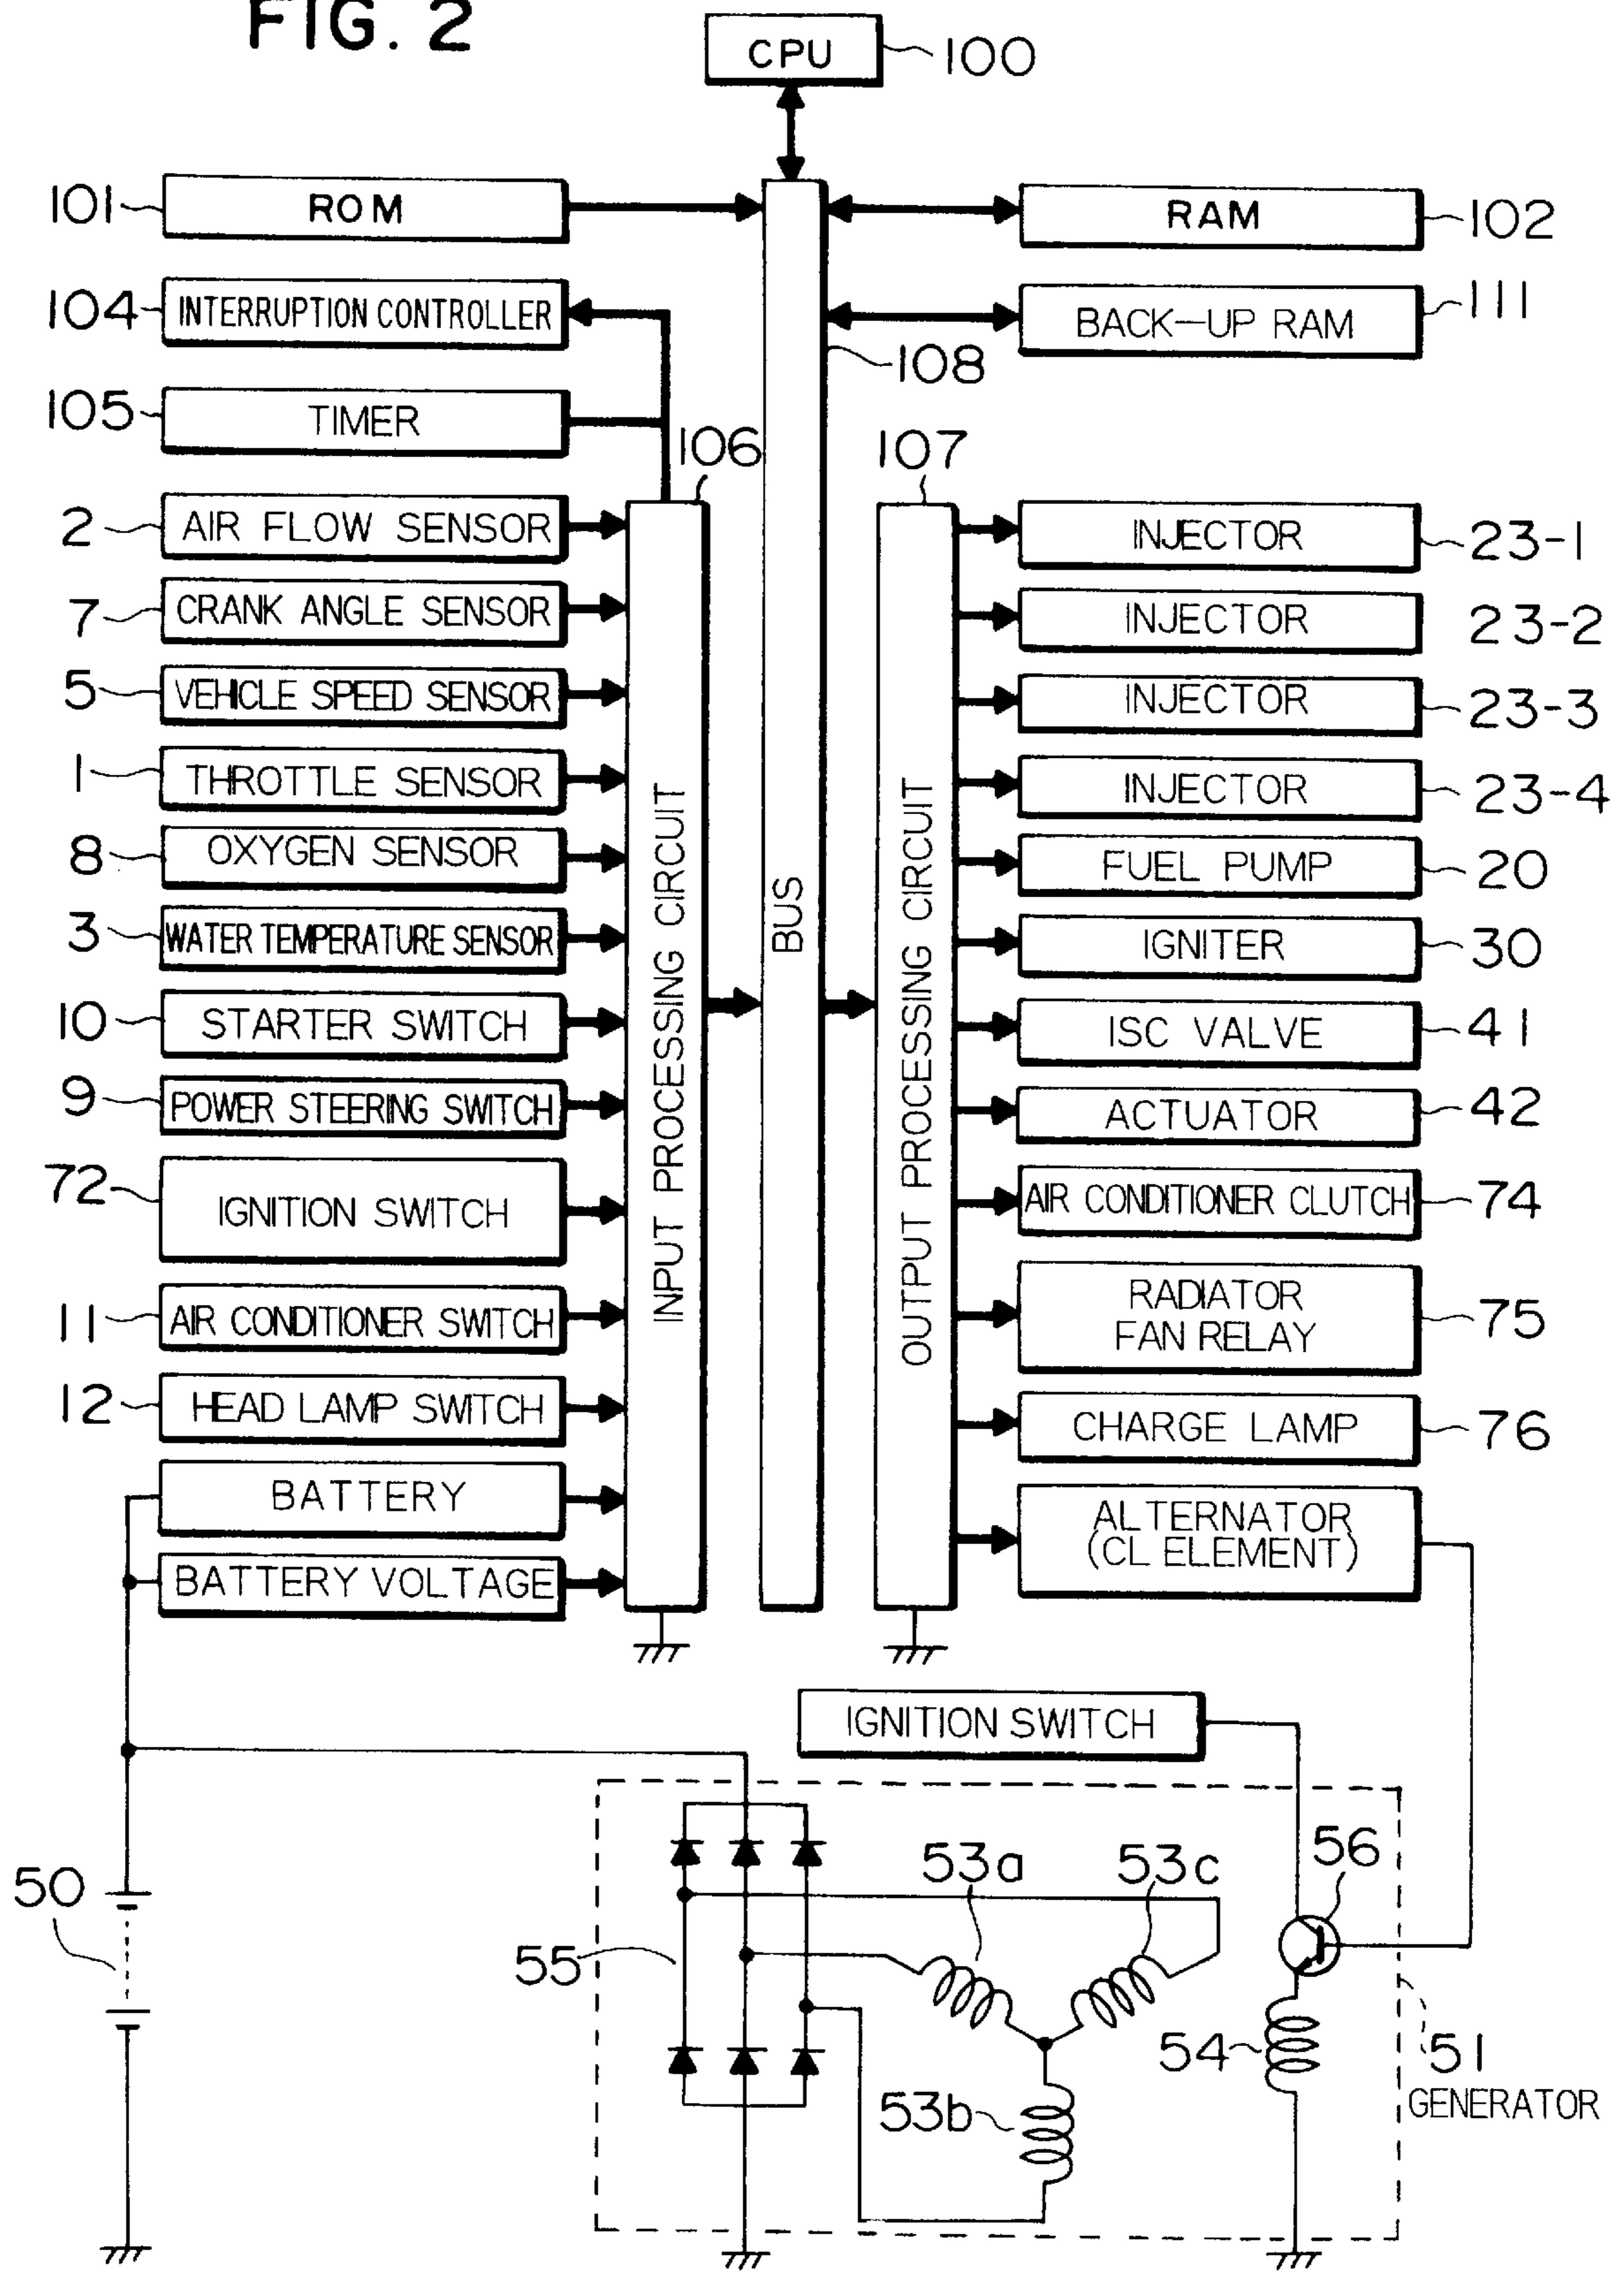 FIG. 2
CPU 100
101 ROM
RAM 102
104 INTERRUPTION CONTROLLER
BACK-UP RAM 111
108
105 TIMER
106
107
2 AIR FLOW SENSOR
INJECTOR 23-1
7 CRANK ANGLE SENSOR
INJECTOR 23-2
5 VEHICLE SPEED SENSOR
INJECTOR 23-3
1 THROTTLE SENSOR
INJECTOR 23-4
8 OXYGEN SENSOR
FUEL PUMP 20
3 WATER TEMPERATURE SENSOR
IGNITER 30
10 STARTER SWITCH
ISC VALVE 41
9 POWER STEERING SWITCH
ACTUATOR 42
72 IGNITION SWITCH
AIR CONDITIONER CLUTCH 74
11 AIR CONDITIONER SWITCH
RADIATOR
FAN RELAY 75
12 HEAD LAMP SWITCH
CHARGE LAMP 76
BATTERY
ALTERNATOR
(CL ELEMENT)
BATTERY VOLTAGE
INPUT PROCESSING CIRCUIT
BUS
OUTPUT PROCESSING CIRCUIT
IGNITION SWITCH
50
55
53a
53c
56
54
53b
51
GENERATOR